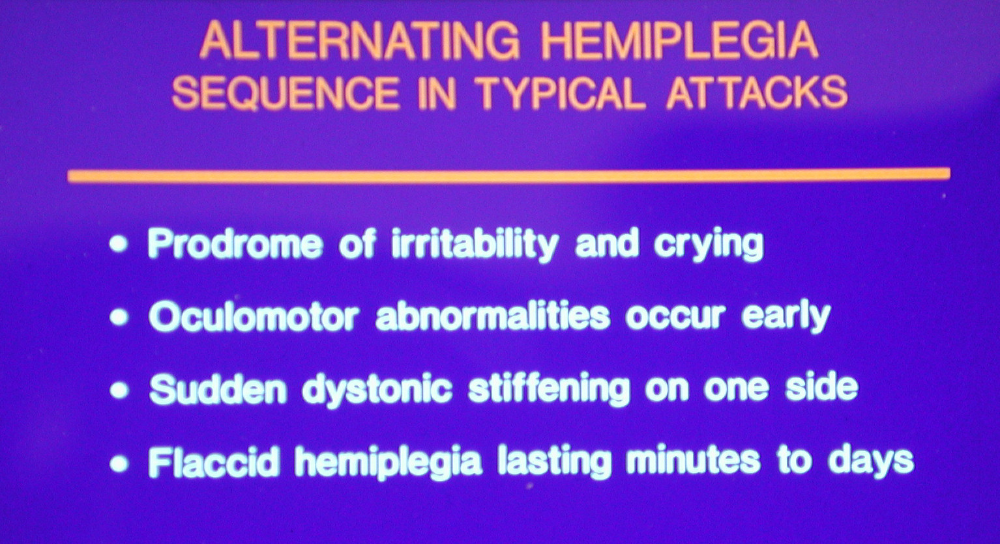 ALTERNATING HEMIPLEGIA
SEQUENCE IN TYPICAL ATTACKS
• Prodrome of irritability and crying
• Oculomotor abnormalities occur early
• Sudden dystonic stiffening on one side
• Flaccid hemiplegia lasting minutes to days